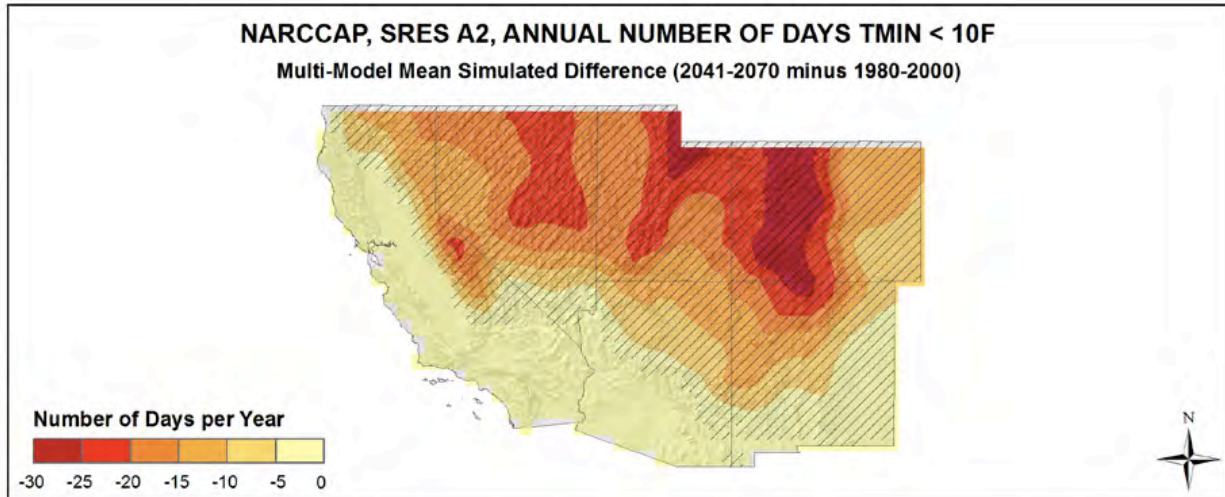 NARCCAP, SRES A2, ANNUAL NUMBER OF DAYS TMIN < 10F
Multi-Model Mean Simulated Difference (2041-2070 minus 1980-2000)
Number of Days per Year
-30 -25 -20 -15 -10 -5 0
N